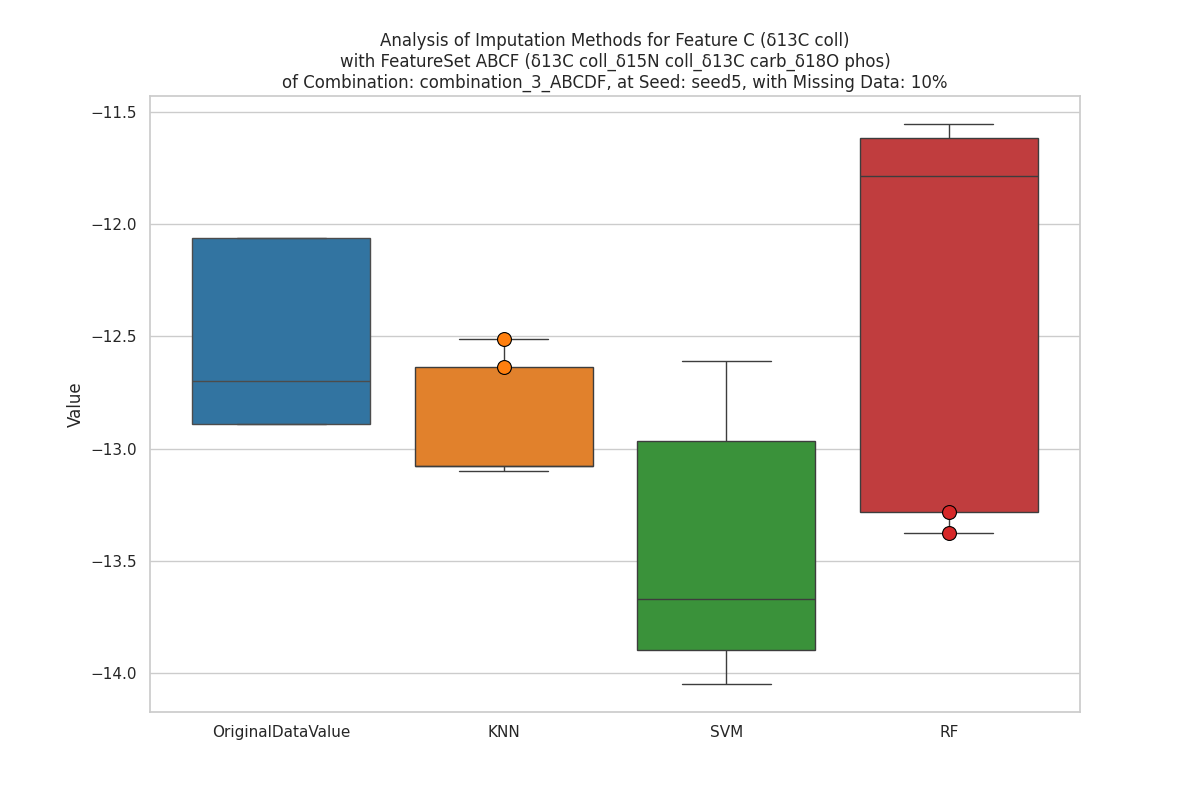 Analysis of Imputation Methods for Feature C (δ13C coll)
with FeatureSet ABCF (δ13C coll_δ15N coll_δ13C carb_δ18O phos)
of Combination: combination_3_ABCDF, at Seed: seed5, with Missing Data: 10%
−11.5
−12.0
−12.5
−13.0
−13.5
−14.0
Value
OriginalDataValue KNN SVM RF